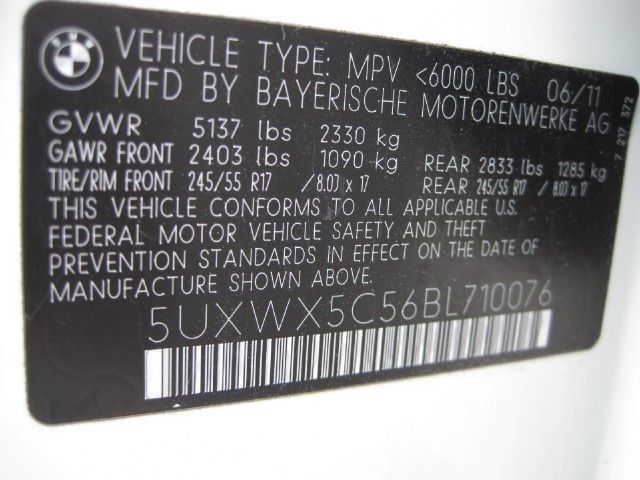 BMW
VEHICLE TYPE: MPV <6000 LBS 06/11
MFD BY BAYERISCHE MOTORENWERKE AG
GVWR 5137 lbs 2330 kg
GAWR FRONT 2403 lbs 1090 kg REAR 2833 lbs 1285 kg
TIRE/RIM FRONT 245/55 R17 /8.0J x 17 REAR 245/55 R17 /8.0J x 17
THIS VEHICLE CONFORMS TO ALL APPLICABLE U.S.
FEDERAL MOTOR VEHICLE SAFETY AND THEFT
PREVENTION STANDARDS IN EFFECT ON THE DATE OF
MANUFACTURE SHOWN ABOVE.
5UXWX5C56BL710076
7 217 372